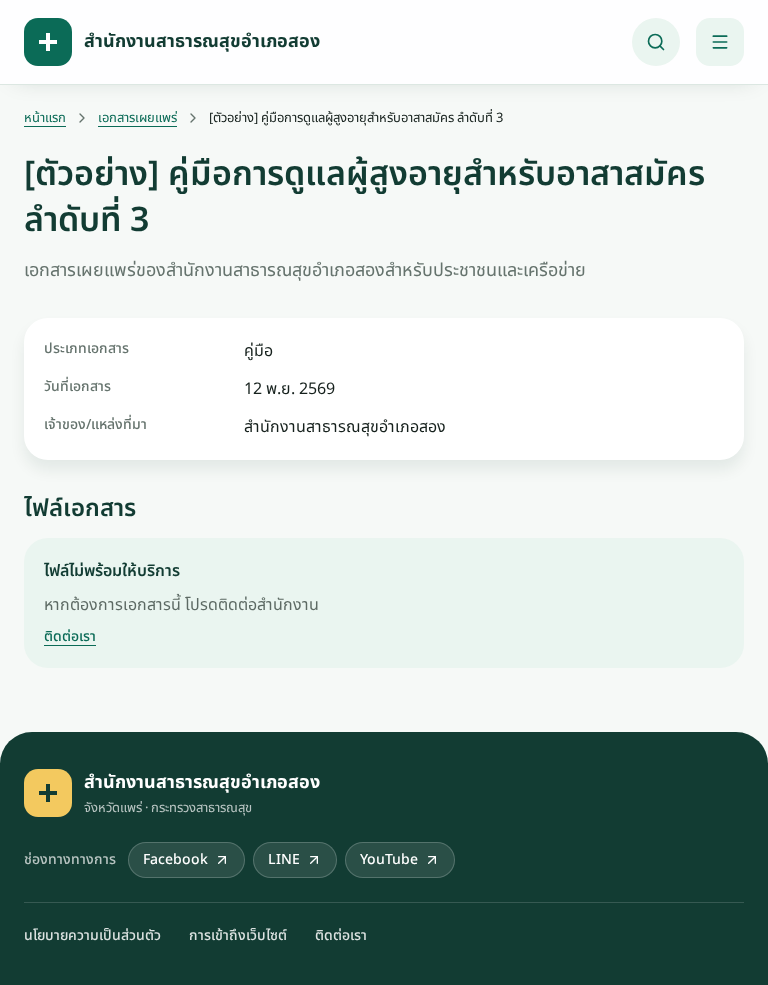 สำนักงานสาธารณสุขอำเภอสอง
หน้าแรก
เอกสารเผยแพร่
[ตัวอย่าง] คู่มือการดูแลผู้สูงอายุสำหรับอาสาสมัคร ลำดับที่ 3
[ตัวอย่าง] คู่มือการดูแลผู้สูงอายุสำหรับอาสาสมัคร
ลำดับที่ 3
เอกสารเผยแพร่ของสำนักงานสาธารณสุขอำเภอสองสำหรับประชาชนและเครือข่าย
ประเภทเอกสาร คู่มือ
วันที่เอกสาร 12 พ.ย. 2569
เจ้าของ/แหล่งที่มา สำนักงานสาธารณสุขอำเภอสอง
ไฟล์เอกสาร
ไฟล์ไม่พร้อมให้บริการ
หากต้องการเอกสารนี้ โปรดติดต่อสำนักงาน
ติดต่อเรา
สำนักงานสาธารณสุขอำเภอสอง
จังหวัดแพร่ · กระทรวงสาธารณสุข
ช่องทางทางการ Facebook LINE YouTube
นโยบายความเป็นส่วนตัว การเข้าถึงเว็บไซต์ ติดต่อเรา